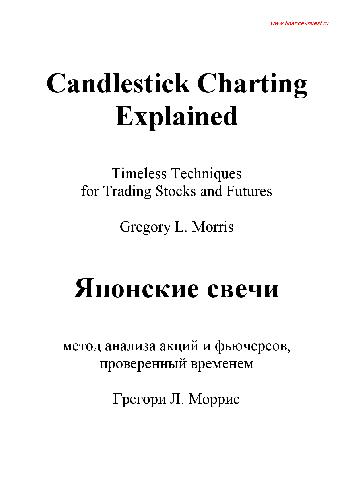 Candlestick Charting
Explained
Timeless Techniques
for Trading Stocks and Futures
Gregory L. Morris
Японские свечи
метод анализа акций и фьючерсов,
проверенный временем
Грегори Л. Моррис